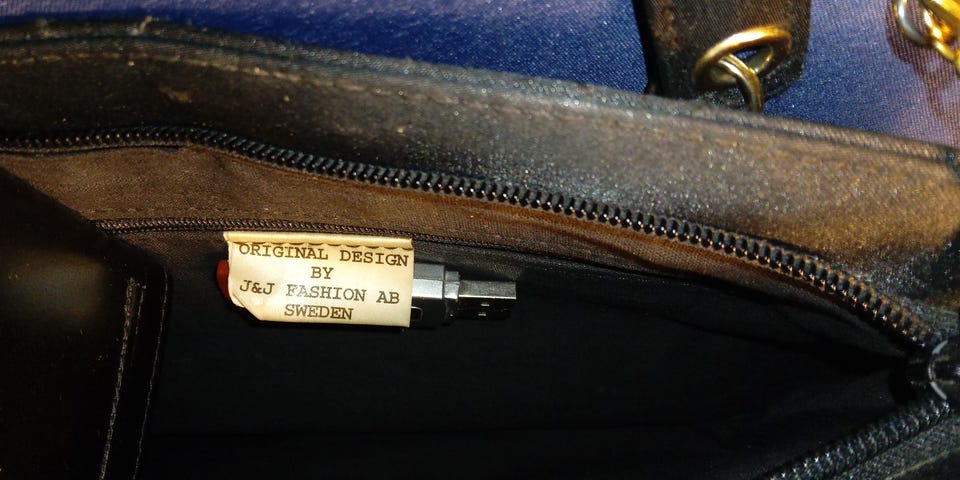 ORIGINAL DESIGN
BY
J&J FASHION AB
SWEDEN